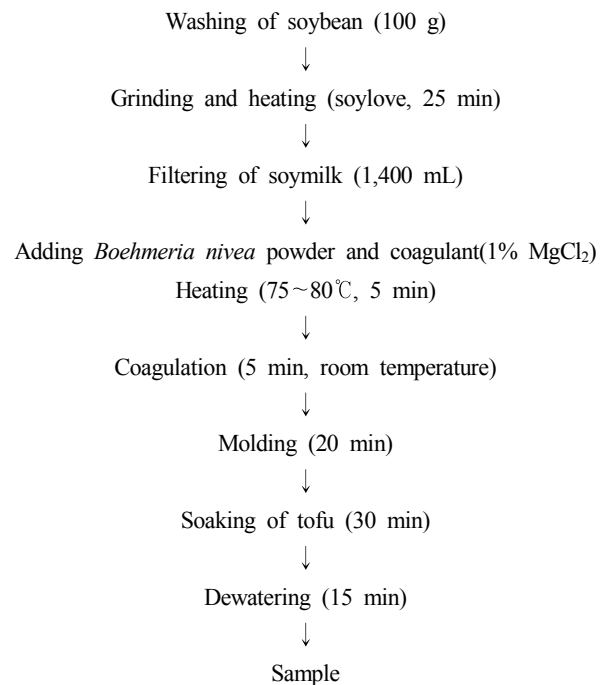 Washing of soybean (100 g)
↓
Grinding and heating (soylove, 25 min)
↓
Filtering of soymilk (1,400 mL)
↓
Adding Boehmeria nivea powder and coagulant(1% MgCl₂)
Heating (75～80℃, 5 min)
↓
Coagulation (5 min, room temperature)
↓
Molding (20 min)
↓
Soaking of tofu (30 min)
↓
Dewatering (15 min)
↓
Sample